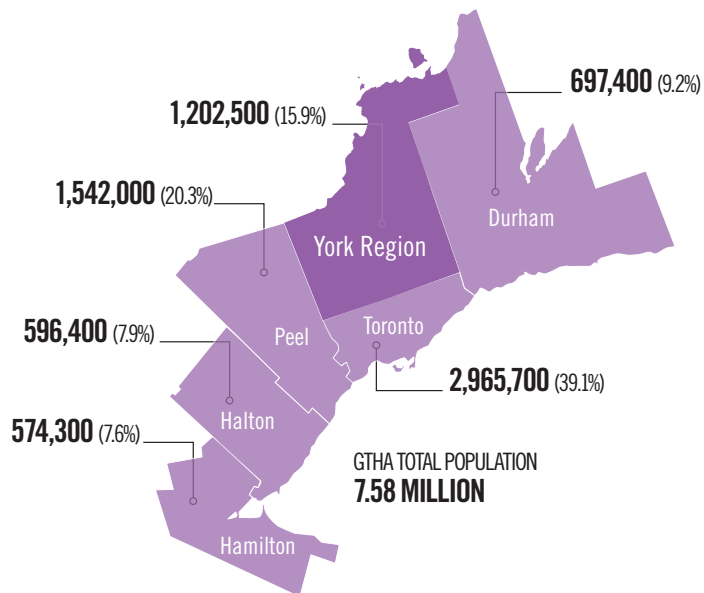 697,400 (9.2%)
1,202,500 (15.9%)
1,542,000 (20.3%)
Durham
York Region
596,400 (7.9%)
Toronto
Peel
2,965,700 (39.1%)
Halton
574,300 (7.6%)
GTHA TOTAL POPULATION
7.58 MILLION
Hamilton